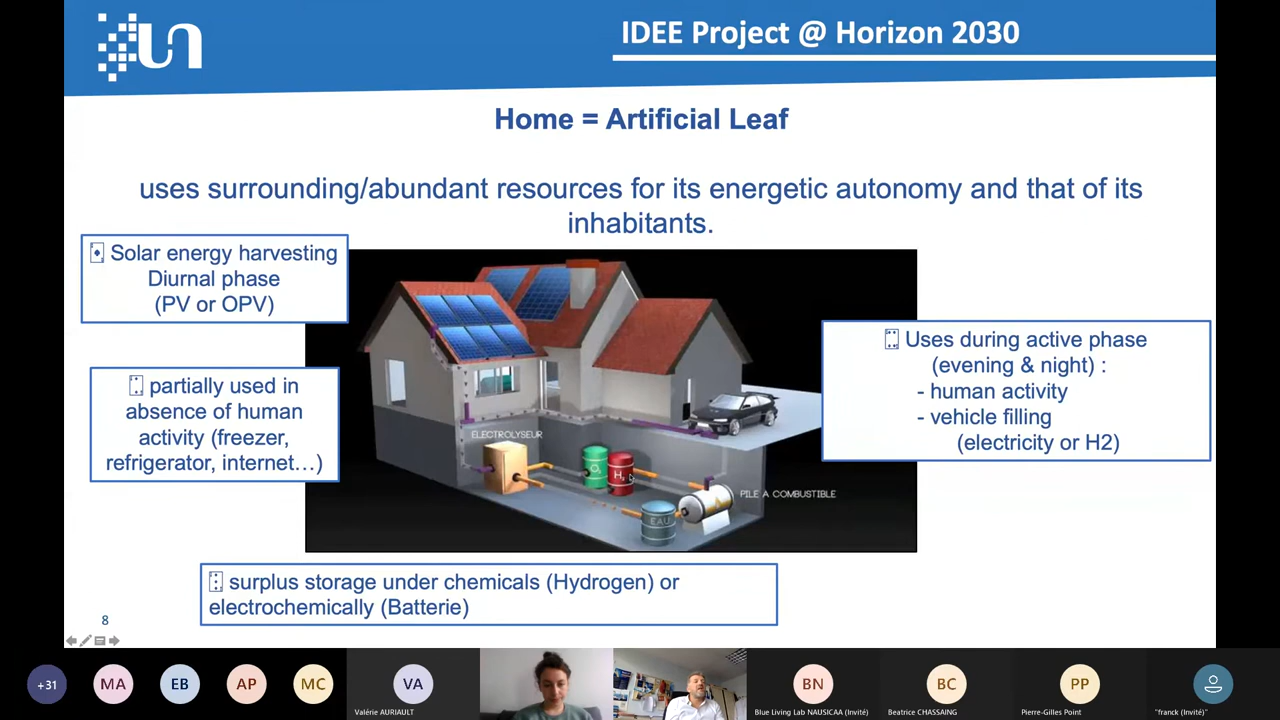 un
IDEE Project @ Horizon 2030
Home = Artificial Leaf
uses surrounding/abundant resources for its energetic autonomy and that of its
inhabitants.
Solar energy harvesting
Diurnal phase
(PV or OPV)
partially used in
absence of human
activity (freezer,
refrigerator, internet…)
ELECTROLYSEUR
O2
H2
EAU
PILE A COMBUSTIBLE
Uses during active phase
(evening & night) :
- human activity
- vehicle filling
(electricity or H2)
surplus storage under chemicals (Hydrogen) or
electrochemically (Batterie)
8
+31
MA
EB
AP
MC
VA
Valérie AURIAULT
BN
Blue Living Lab NAUSICAA (Invité)
BC
Beatrice CHASSAING
PP
Pierre-Gilles Point
"franck (Invité)"